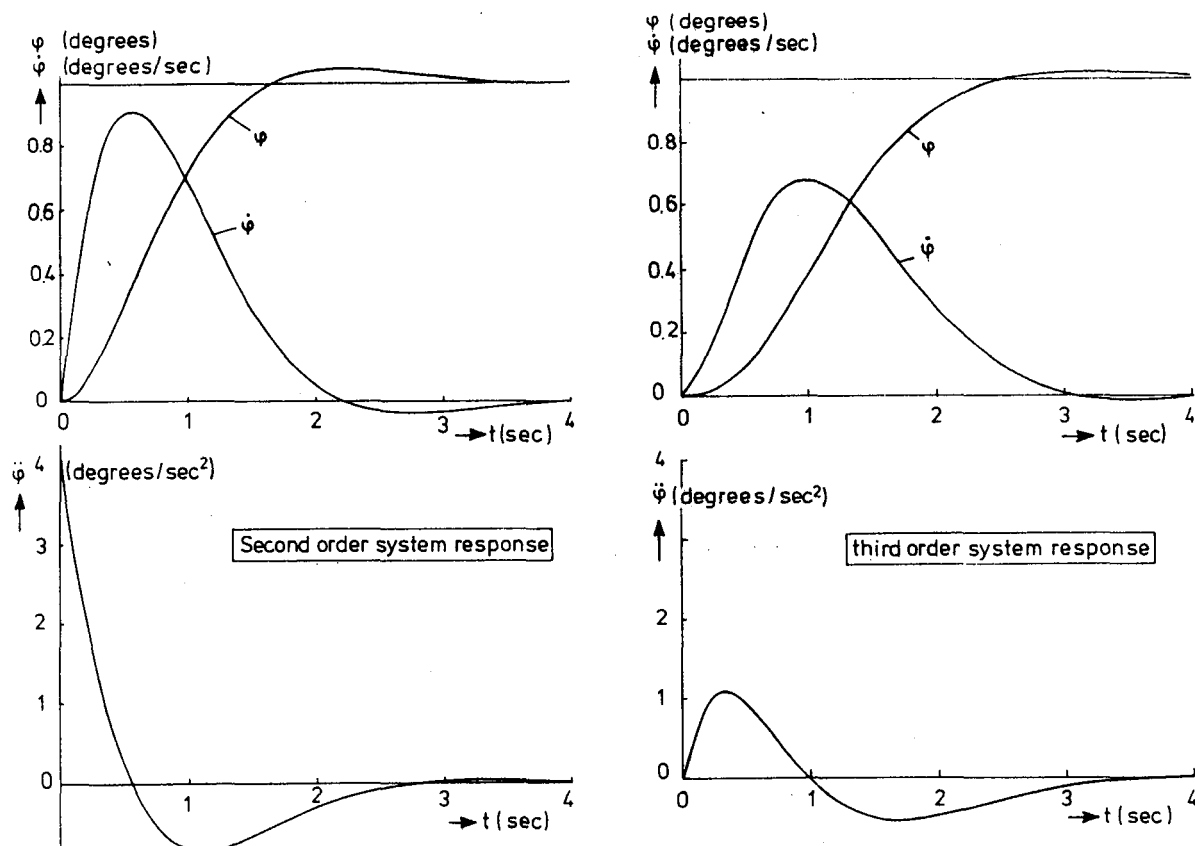 φ (degrees)
φ̇ (degrees/sec)
0.8
0.6
0.4
0.2
0
φ
φ̇
0 1 2 3 4
→ t (sec)
φ (degrees)
φ̇ (degrees/sec)
0.8
0.6
0.4
0.2
0
φ
φ̇
0 1 2 3 4
→ t (sec)
φ̈ (degrees/sec²)
4
3
2
1
0
Second order system response
0 1 2 3 4
→ t (sec)
4
φ̈ (degrees/sec²)
2
1
0
third order system response
0 1 2 3 4
→ t (sec)